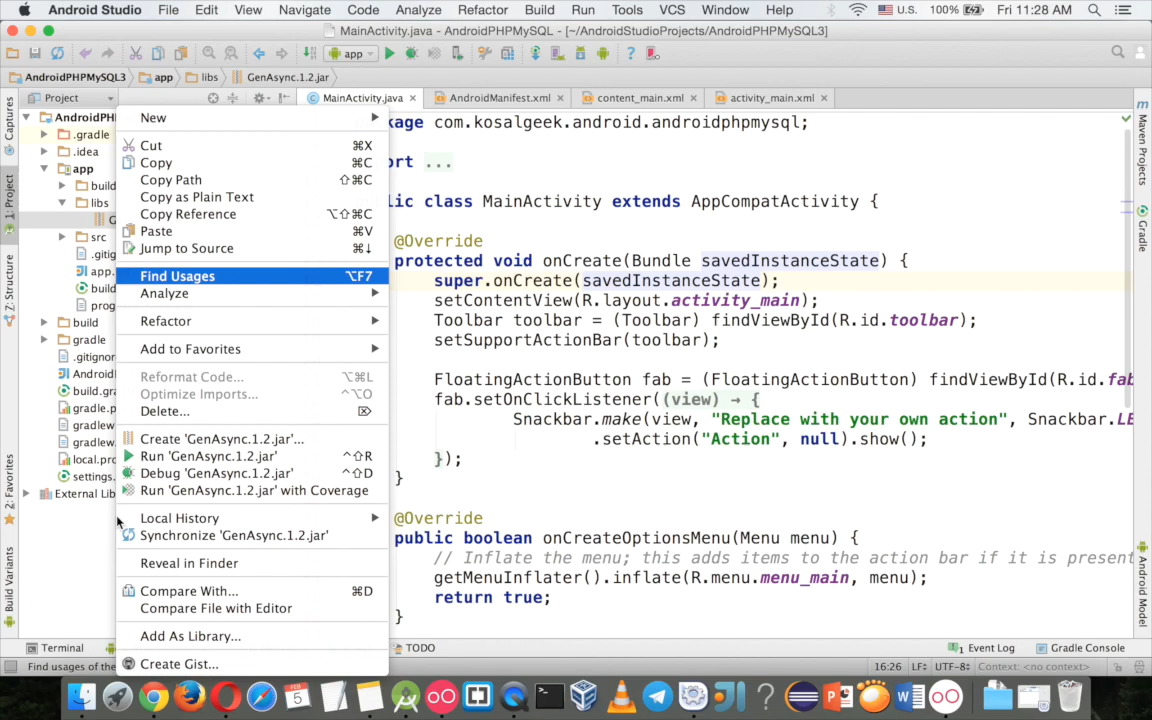 Android Studio File Edit View Navigate Code Analyze Refactor Build Run Tools VCS Window Help U.S. 100% Fri 11:28 AM
MainActivity.java - AndroidPHPMySQL - [~/AndroidStudioProjects/AndroidPHPMySQL3]
app
AndroidPHPMySQL3 app libs GenAsync.1.2.jar
Project MainActivity.java AndroidManifest.xml content_main.xml activity_main.xml
Captures
1: Project
Z: Structure
2: Favorites
Build Variants
AndroidPH
.gradle
.idea
app
build
libs
G
src
.gitig
app.
build
prog
build
gradle
.gitignor
Android
build.gra
gradle.p
gradlew
gradlew.
local.pro
settings.
External Lib
New
Cut ⌘X
Copy ⌘C
Copy Path ⇧⌘C
Copy as Plain Text
Copy Reference ⌥⇧⌘C
Paste ⌘V
Jump to Source ⌘↓
Find Usages ⌥F7
Analyze
Refactor
Add to Favorites
Reformat Code... ⌥⌘L
Optimize Imports... ^⌥O
Delete... ⌦
Create 'GenAsync.1.2.jar'...
Run 'GenAsync.1.2.jar' ^⇧R
Debug 'GenAsync.1.2.jar' ^⇧D
Run 'GenAsync.1.2.jar' with Coverage
Local History
Synchronize 'GenAsync.1.2.jar'
Reveal in Finder
Compare With... ⌘D
Compare File with Editor
Add As Library...
Create Gist...
kage com.kosalgeek.android.androidphpmysql;
ort ...
lic class MainActivity extends AppCompatActivity {
@Override
protected void onCreate(Bundle savedInstanceState) {
super.onCreate(savedInstanceState);
setContentView(R.layout.activity_main);
Toolbar toolbar = (Toolbar) findViewById(R.id.toolbar);
setSupportActionBar(toolbar);
FloatingActionButton fab = (FloatingActionButton) findViewById(R.id.fab
fab.setOnClickListener((view) → {
Snackbar.make(view, "Replace with your own action", Snackbar.LE
.setAction("Action", null).show();
});
}
@Override
public boolean onCreateOptionsMenu(Menu menu) {
// Inflate the menu; this adds items to the action bar if it is present
getMenuInflater().inflate(R.menu.menu_main, menu);
return true;
}
Maven Projects
Gradle
Android Model
Terminal TODO 1 Event Log Gradle Console
Find usages of the 16:26 LF÷ UTF-8÷ Context: <no context>
FEB
5